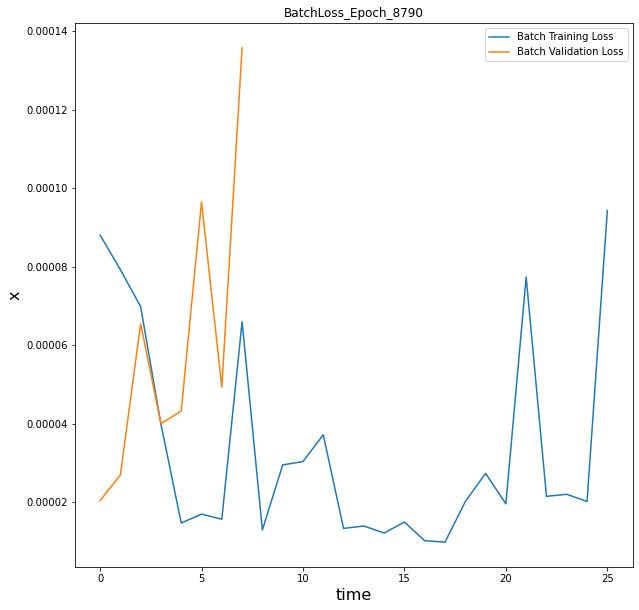 BatchLoss_Epoch_8790
Batch Training Loss
Batch Validation Loss
0.00014
0.00012
0.00010
0.00008
0.00006
0.00004
0.00002
x
0 5 10 15 20 25
time